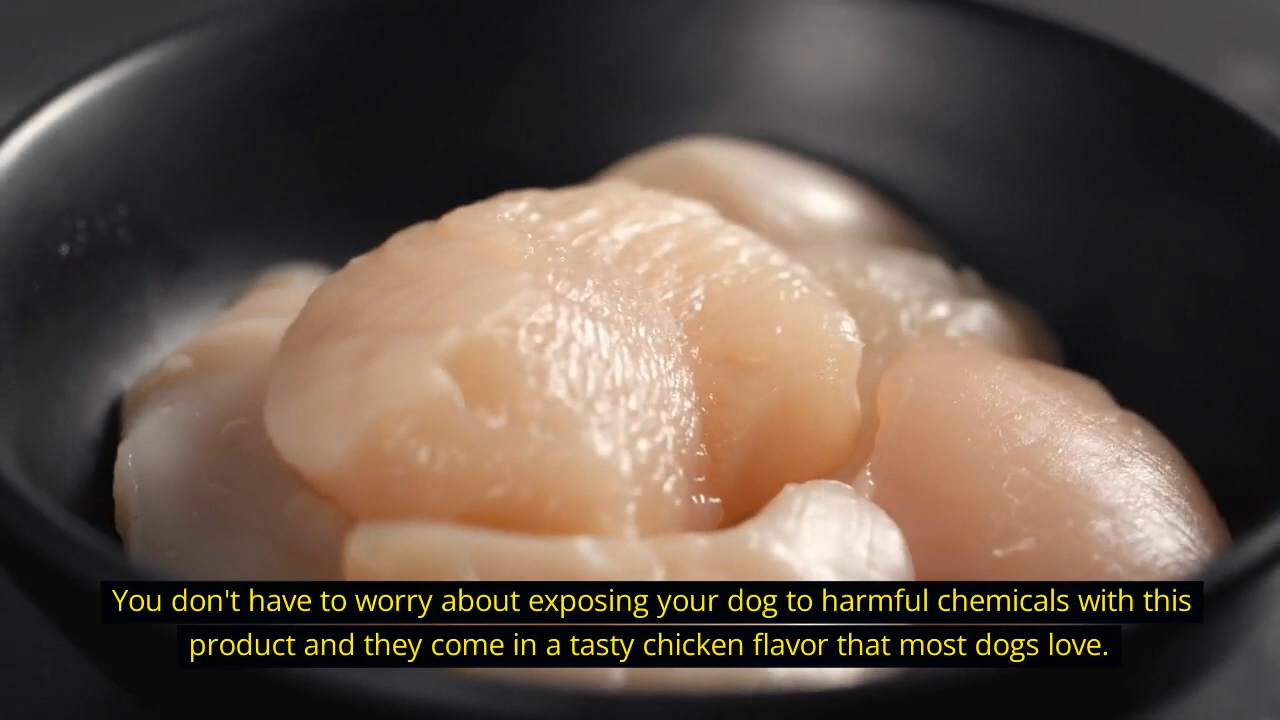 You don't have to worry about exposing your dog to harmful chemicals with this
product and they come in a tasty chicken flavor that most dogs love.